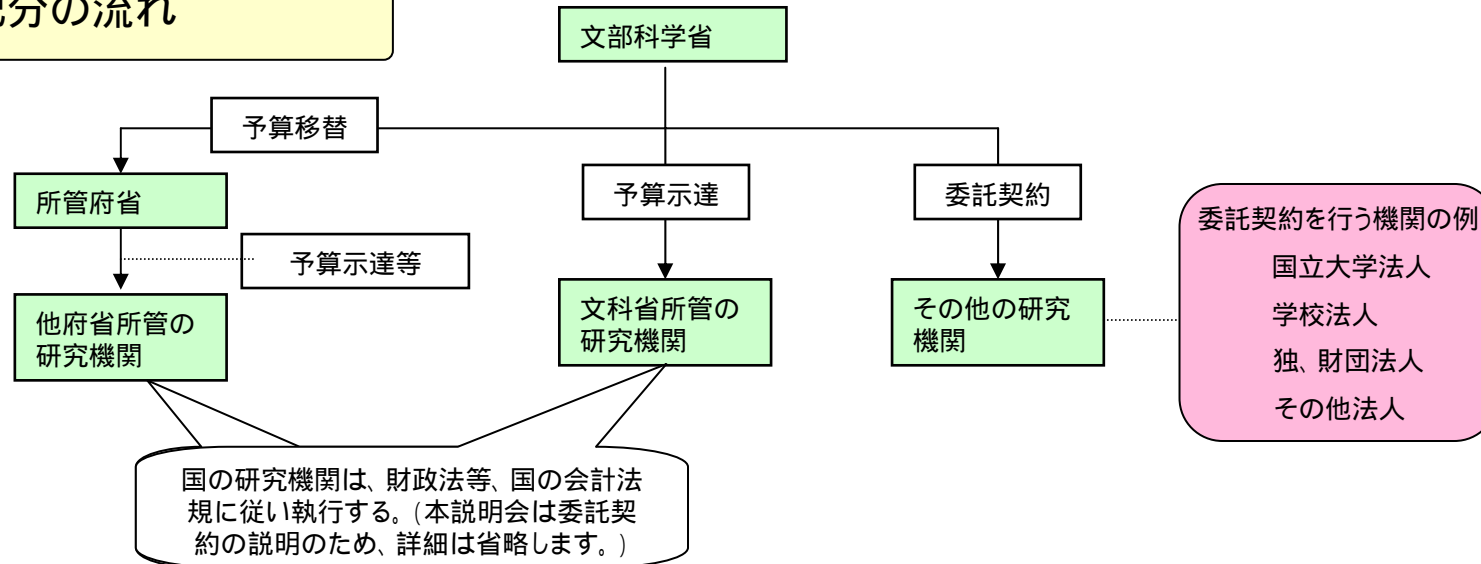 分の流れ
文部科学省
予算移替
所管府省
予算示達
委託契約
予算示達等
他府省所管の
研究機関
文科省所管の
研究機関
その他の研究
機関
委託契約を行う機関の例
国立大学法人
学校法人
独、財団法人
その他法人
国の研究機関は、財政法等、国の会計法
規に従い執行する。(本説明会は委託契
約の説明のため、詳細は省略します。)